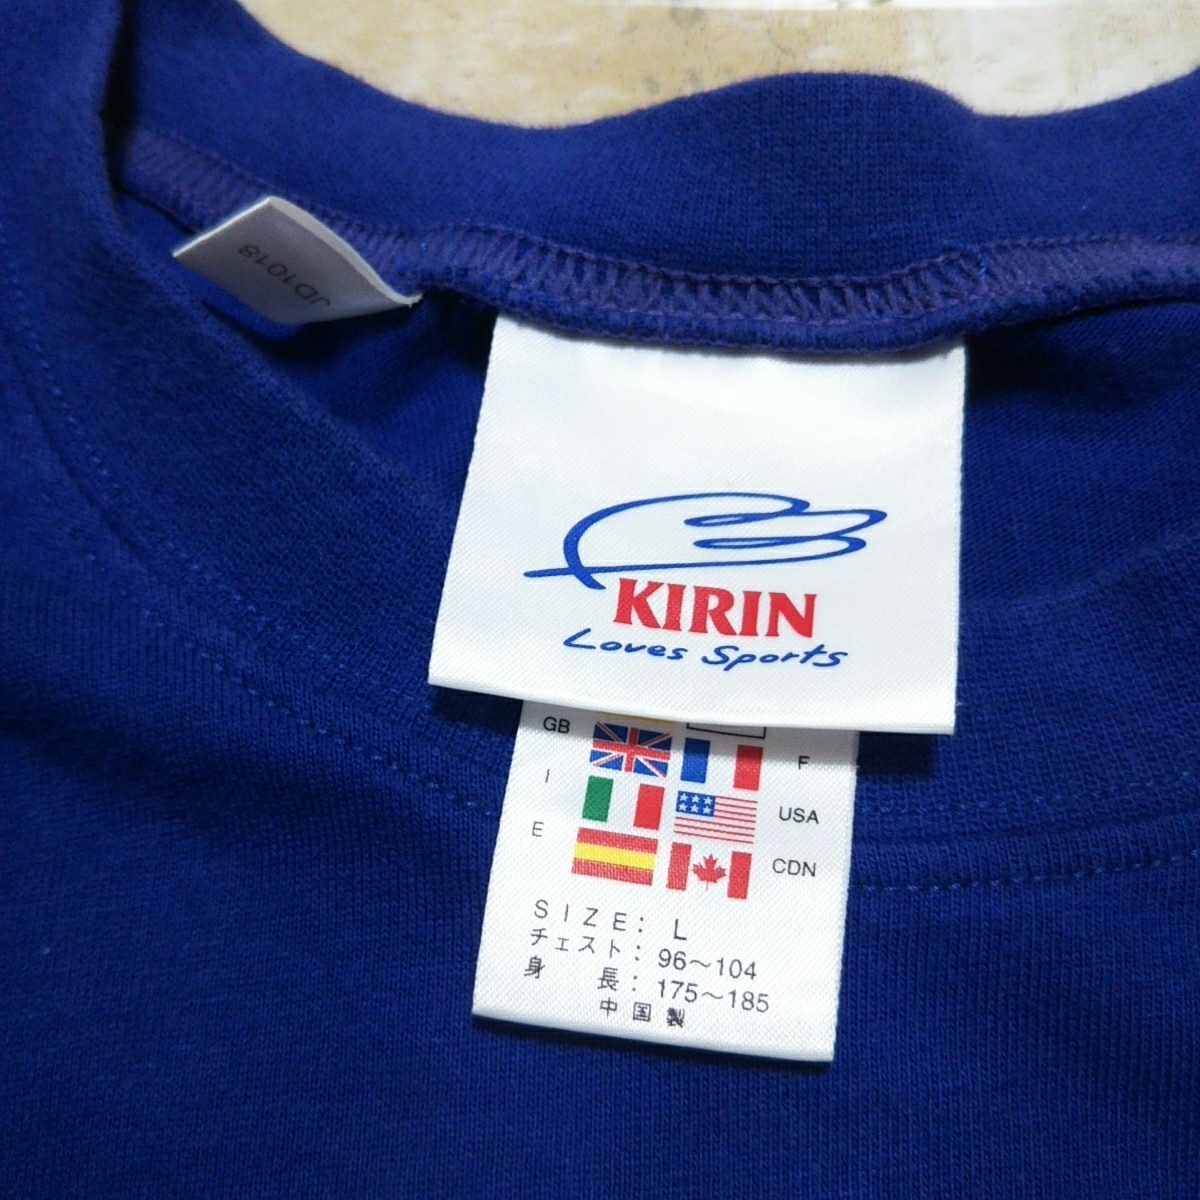 JD1018
KIRIN
Loves Sports
GB
F
I
USA
E
CDN
SIZE: L
チェスト: 96~104
身 長: 175~185
中国製